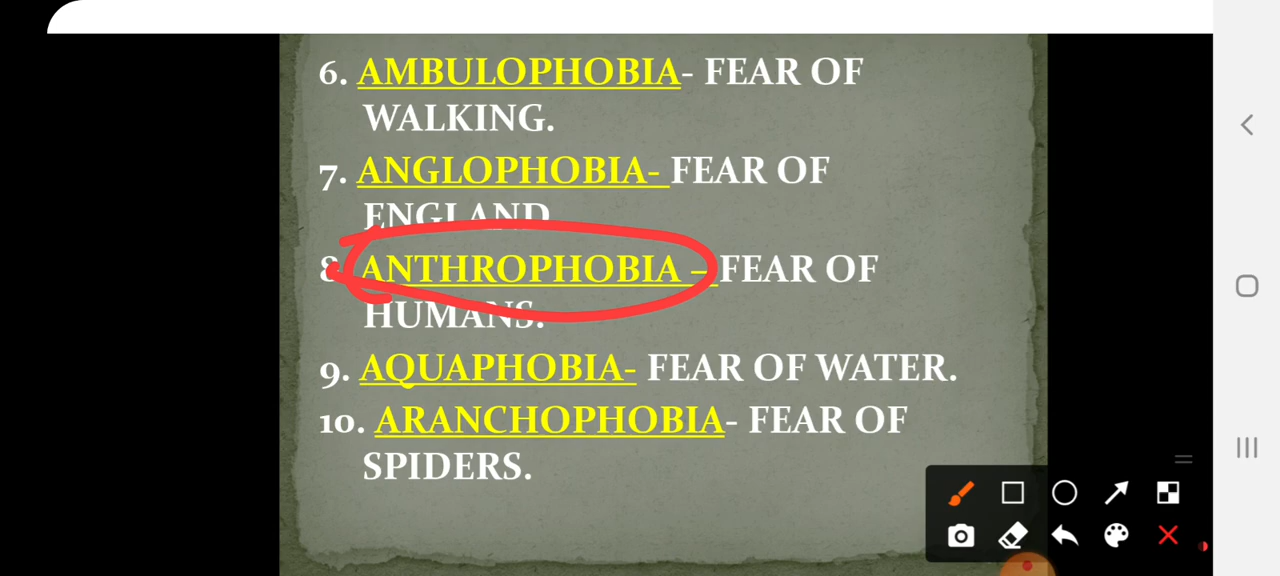 6. AMBULOPHOBIA- FEAR OF
WALKING.
7. ANGLOPHOBIA- FEAR OF
ENGLAND
8. ANTHROPHOBIA – FEAR OF
HUMANS.
9. AQUAPHOBIA- FEAR OF WATER.
10. ARANCHOPHOBIA- FEAR OF
SPIDERS.